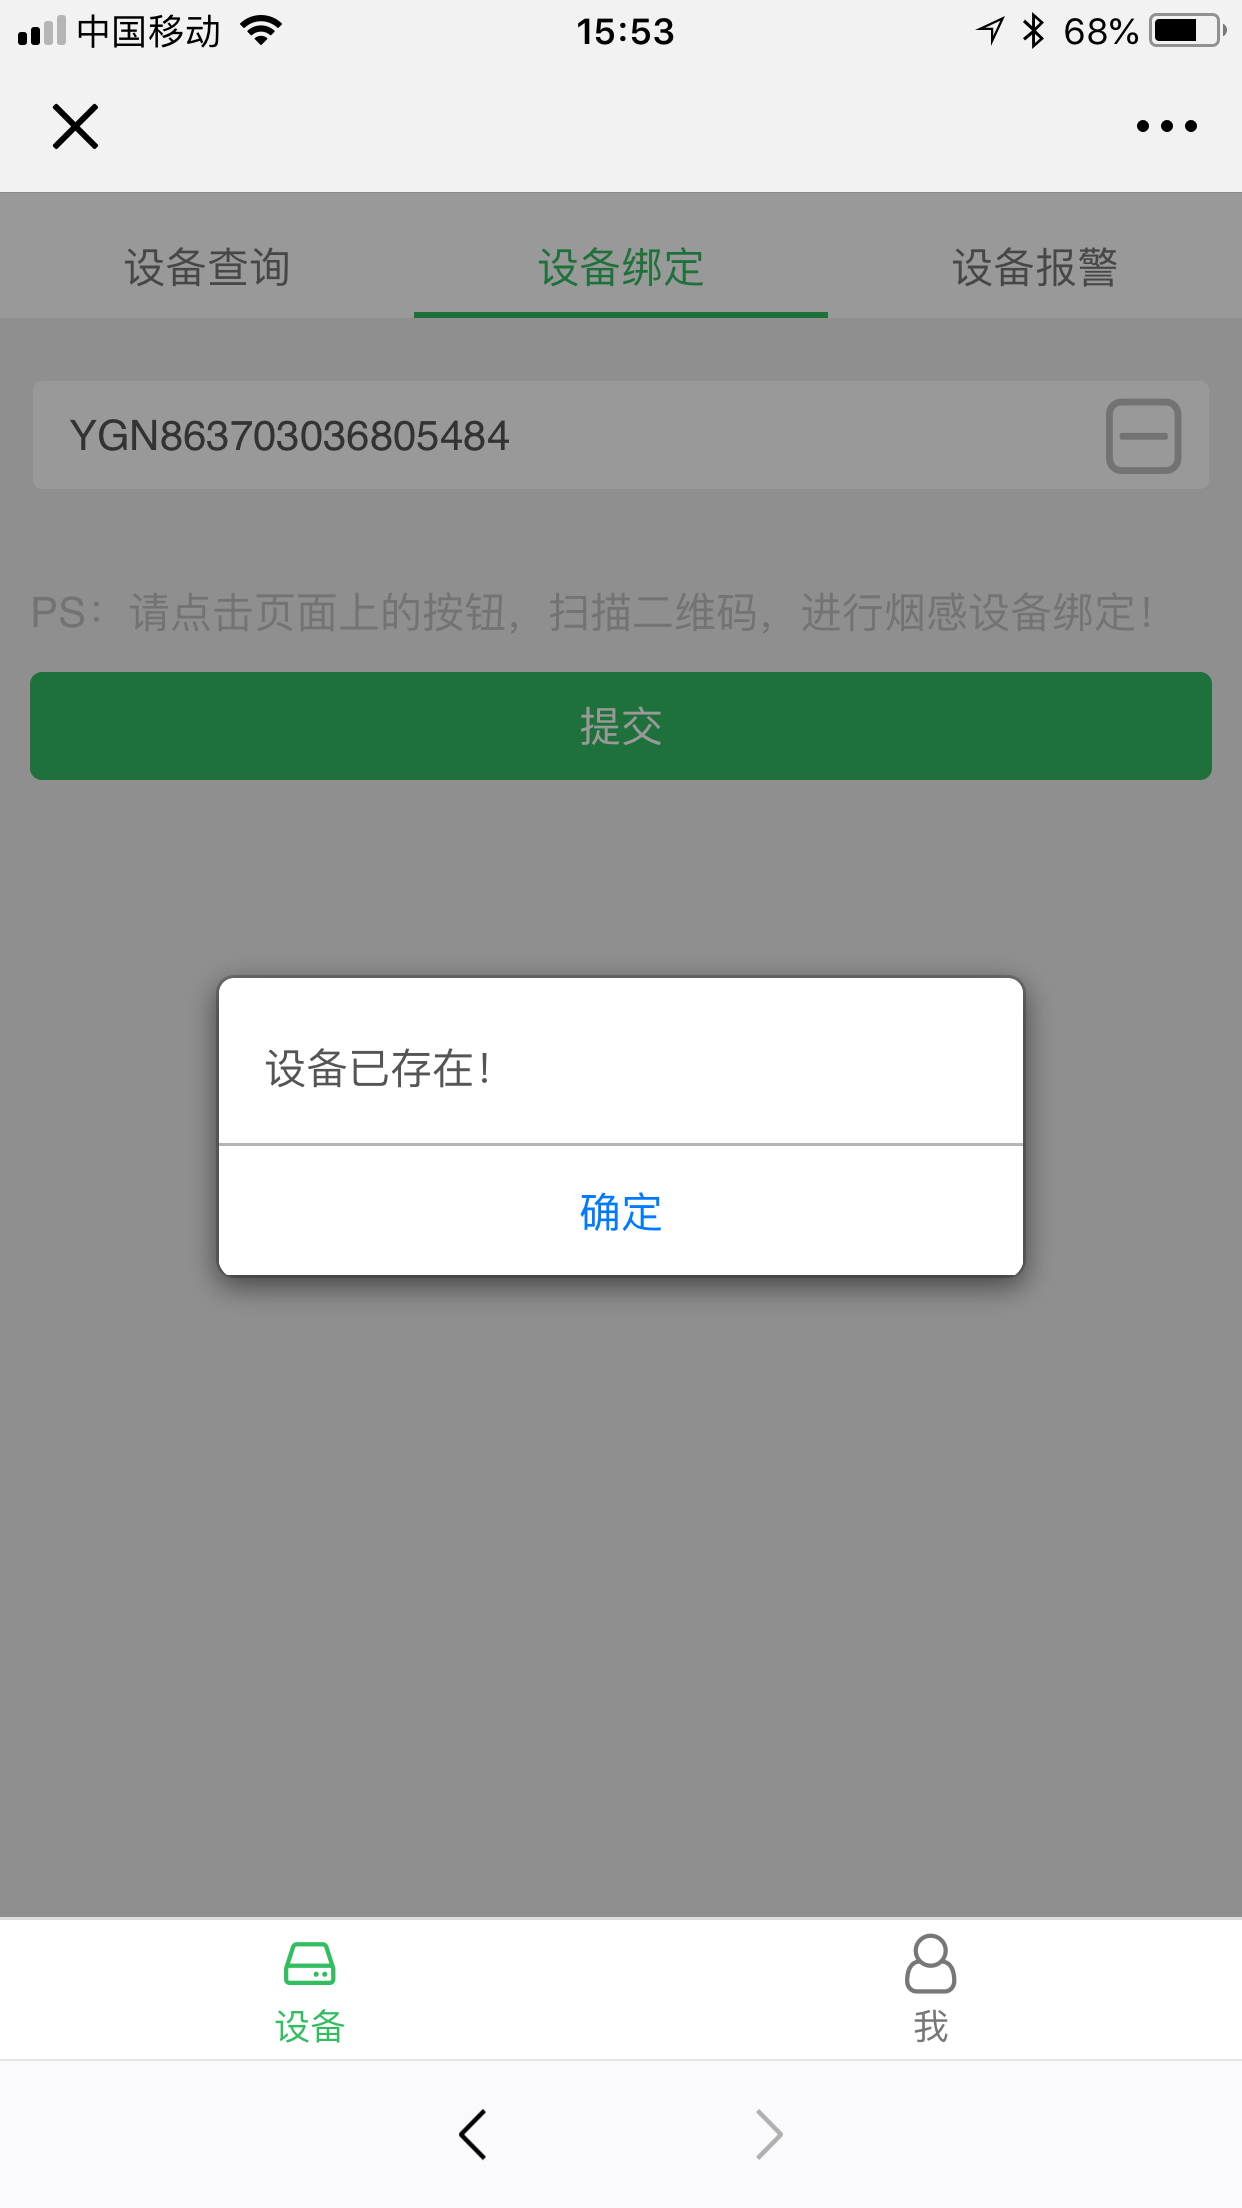 中国移动 15:53 68%
设备查询 设备绑定 设备报警
YGN863703036805484
PS：请点击页面上的按钮，扫描二维码，进行烟感设备绑定！
提交
设备已存在！
确定
设备 我